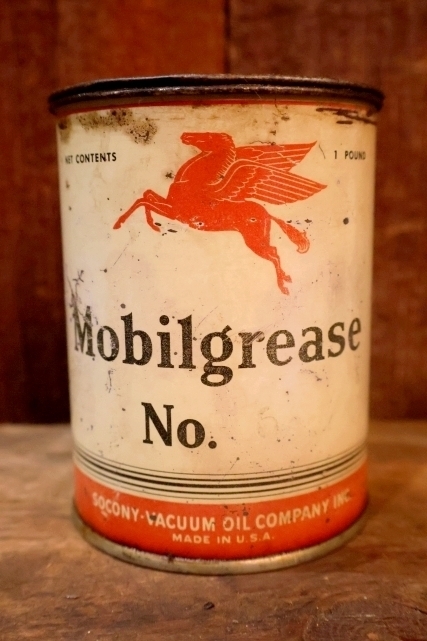 NET CONTENTS 1 POUND
Mobilgrease
No.
SOCONY-VACUUM OIL COMPANY INC.
MADE IN U.S.A.